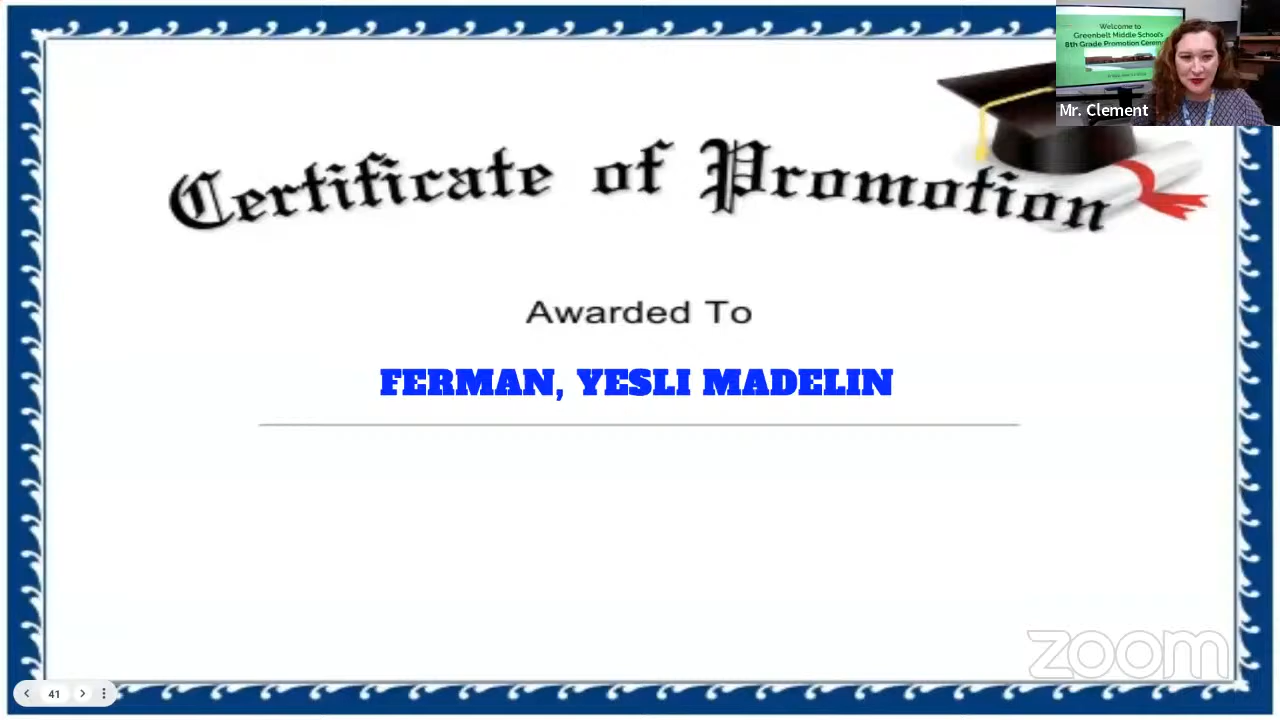 Welcome to
Greenbelt Middle School's
8th Grade Promotion
Mr. Clement
Certificate of Promotion
Awarded To
FERMAN, YESLI MADELIN
41
zoom